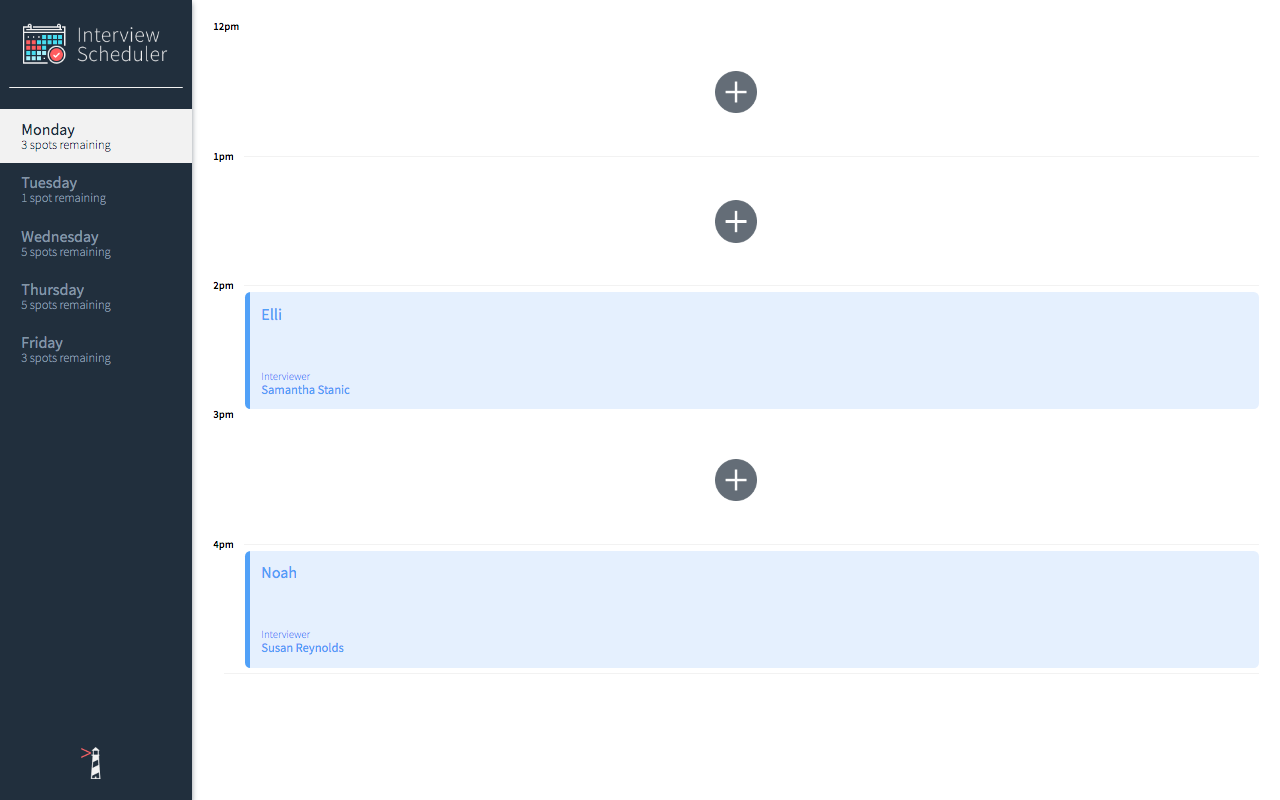 Interview
Scheduler
Monday
3 spots remaining
Tuesday
1 spot remaining
Wednesday
5 spots remaining
Thursday
5 spots remaining
Friday
3 spots remaining
12pm
1pm
2pm
Elli
Interviewer
Samantha Stanic
3pm
4pm
Noah
Interviewer
Susan Reynolds